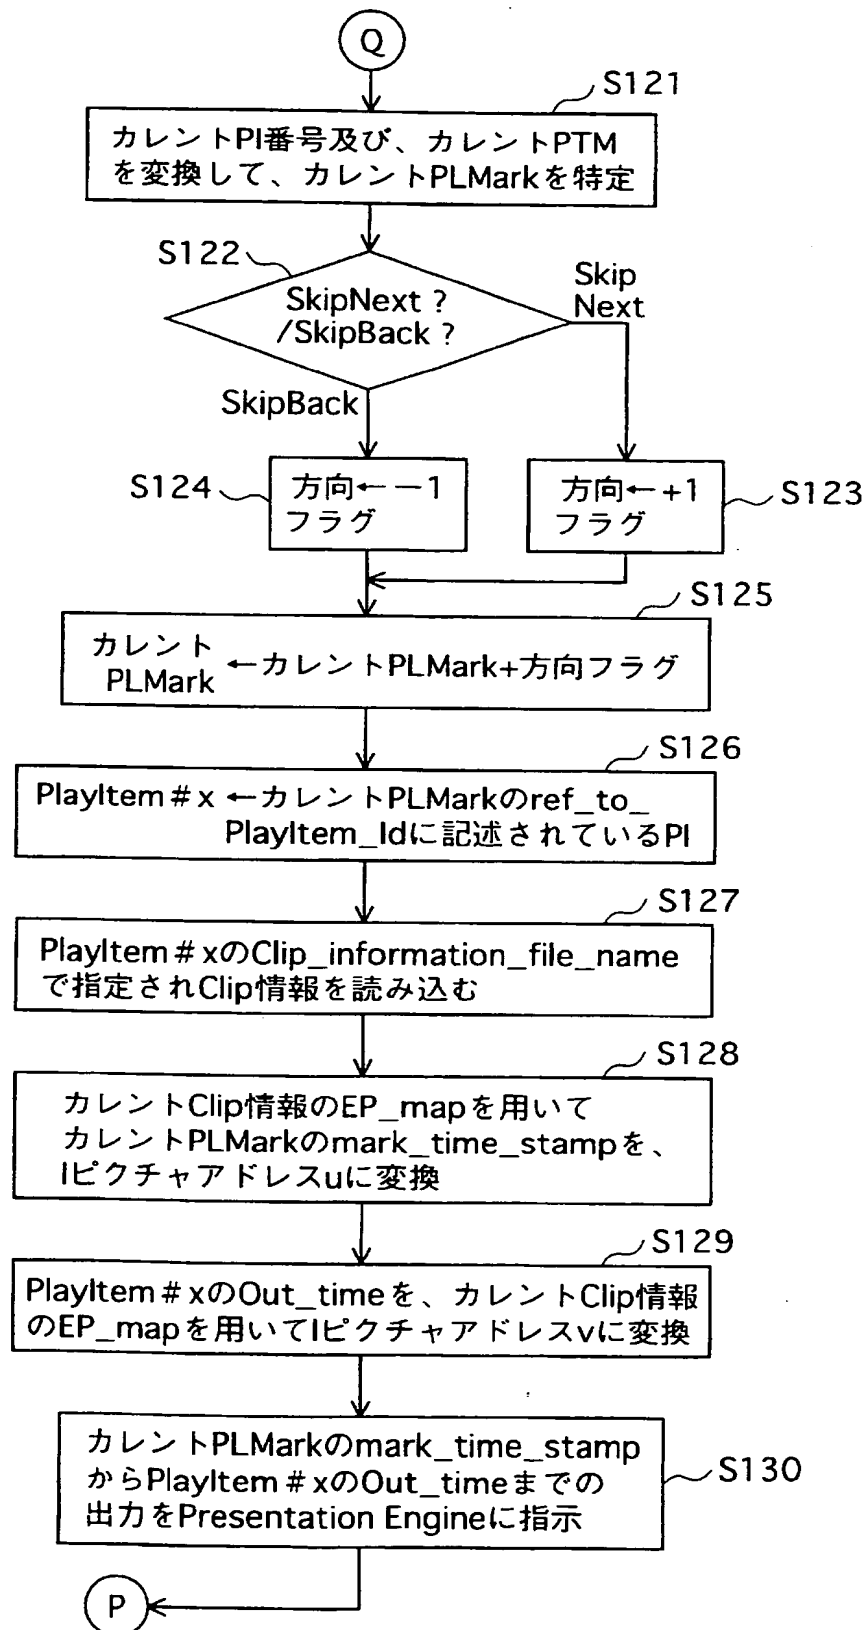 Q
S121
カレントPI番号及び、カレントPTM
を変換して、カレントPLMarkを特定
S122
SkipNext ?
/SkipBack ?
Skip
Next
SkipBack
S124
方向←－1
フラグ
方向←+1
フラグ
S123
S125
カレント
PLMark ←カレントPLMark+方向フラグ
S126
PlayItem＃x ←カレントPLMarkのref_to_
PlayItem_Idに記述されているPI
S127
PlayItem＃xのClip_information_file_name
で指定されClip情報を読み込む
S128
カレントClip情報のEP_mapを用いて
カレントPLMarkのmark_time_stampを、
Iピクチャアドレスuに変換
S129
PlayItem＃xのOut_timeを、カレントClip情報
のEP_mapを用いてIピクチャアドレスvに変換
カレントPLMarkのmark_time_stamp
からPlayItem＃xのOut_timeまでの
出力をPresentation Engineに指示
S130
P